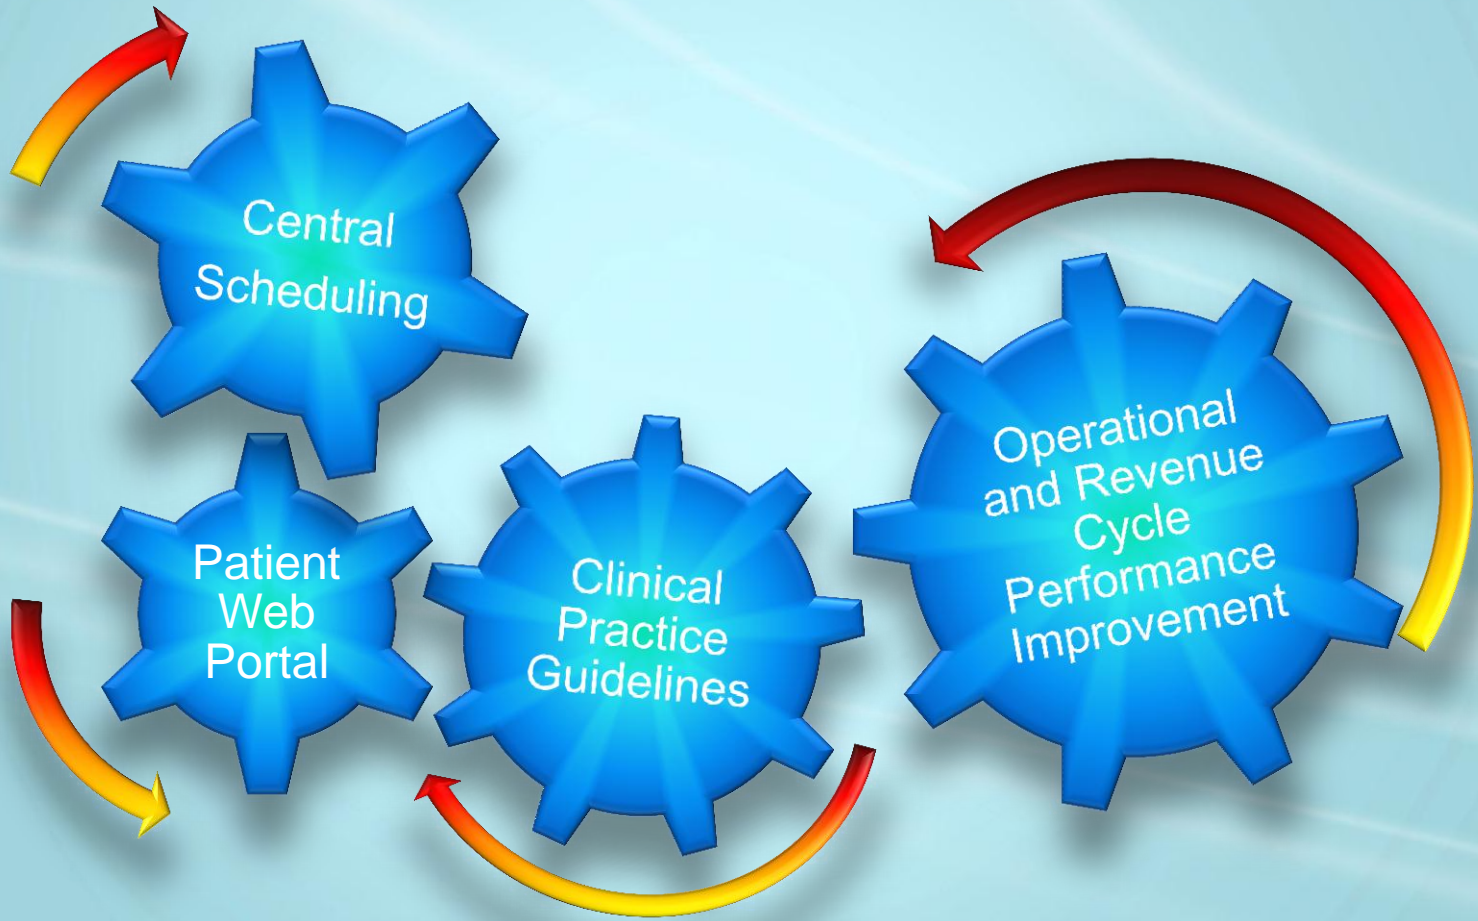 Central
Scheduling
Patient
Web
Portal
Clinical
Practice
Guidelines
Operational
and Revenue
Cycle
Performance
Improvement